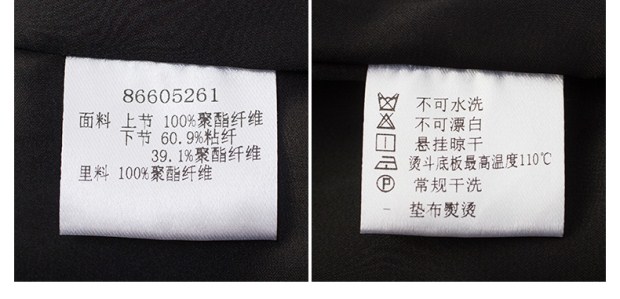 86605261
面料 上节 100%聚酯纤维
下节 60.9%粘纤
39.1%聚酯纤维
里料 100%聚酯纤维
不可水洗
不可漂白
悬挂晾干
烫斗底板最高温度110℃
P 常规干洗
- 垫布熨烫